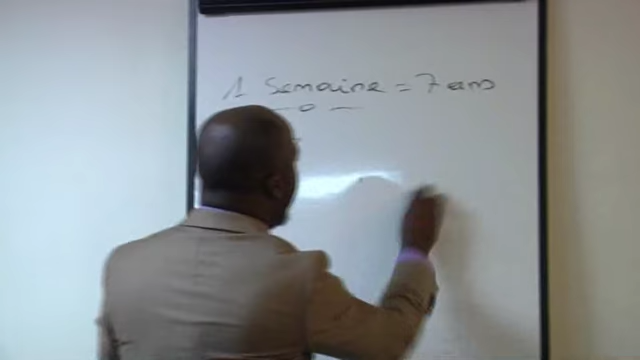 1 Semaine = 7 ans